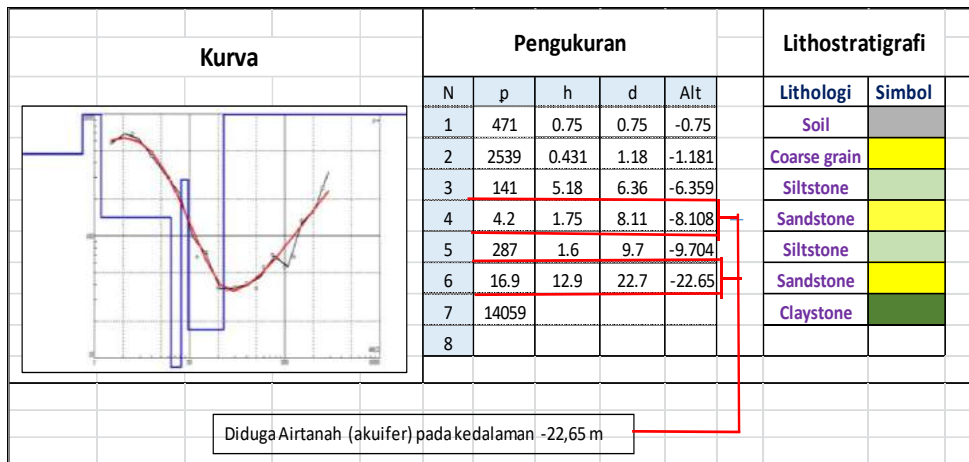 Kurva
Pengukuran
Lithostratigrafi
N p h d Alt
Lithologi Simbol
1 471 0.75 0.75 -0.75
Soil
2 2539 0.431 1.18 -1.181
Coarse grain
3 141 5.18 6.36 -6.359
Siltstone
4 4.2 1.75 8.11 -8.108
Sandstone
5 287 1.6 9.7 -9.704
Siltstone
6 16.9 12.9 22.7 -22.65
Sandstone
7 14059
Claystone
8
Diduga Airtanah (akuifer) pada kedalaman -22,65 m